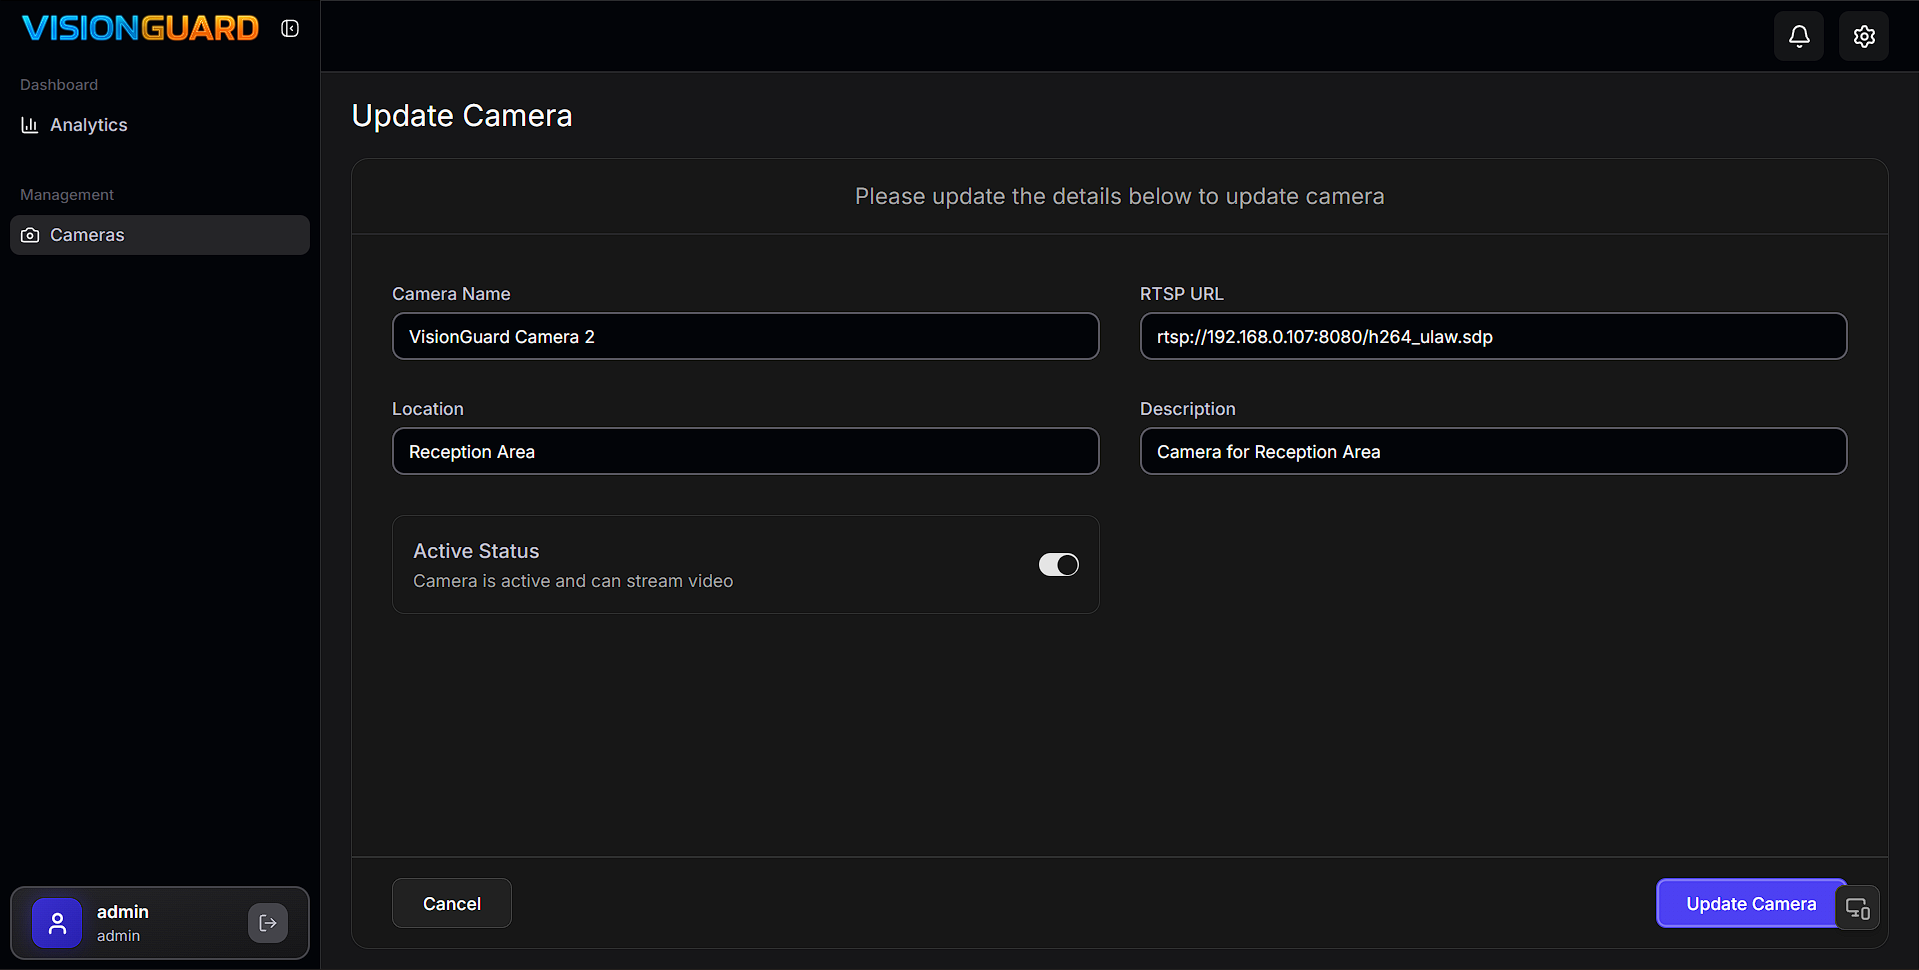 VISIONGUARD
Dashboard
Analytics
Management
Cameras
Update Camera
Please update the details below to update camera
Camera Name
VisionGuard Camera 2
RTSP URL
rtsp://192.168.0.107:8080/h264_ulaw.sdp
Location
Reception Area
Description
Camera for Reception Area
Active Status
Camera is active and can stream video
Cancel
Update Camera
admin
admin